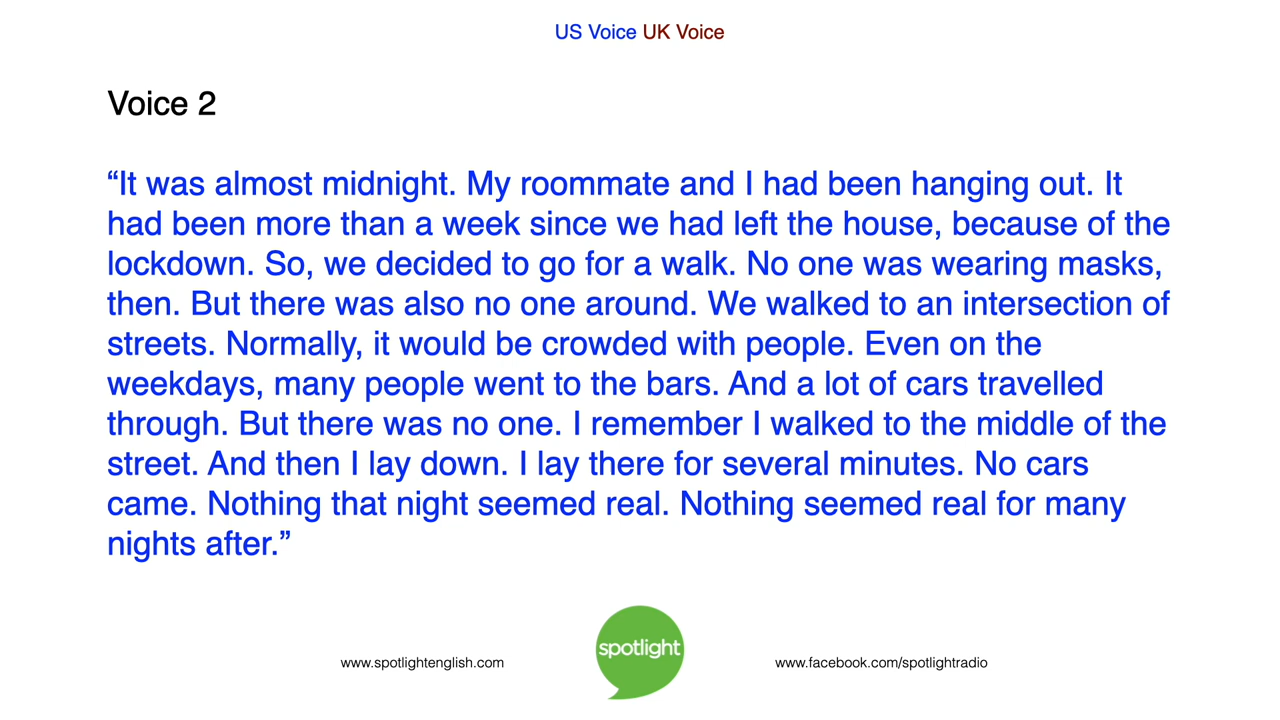 US Voice UK Voice
Voice 2
“It was almost midnight. My roommate and I had been hanging out. It
had been more than a week since we had left the house, because of the
lockdown. So, we decided to go for a walk. No one was wearing masks,
then. But there was also no one around. We walked to an intersection of
streets. Normally, it would be crowded with people. Even on the
weekdays, many people went to the bars. And a lot of cars travelled
through. But there was no one. I remember I walked to the middle of the
street. And then I lay down. I lay there for several minutes. No cars
came. Nothing that night seemed real. Nothing seemed real for many
nights after.”
spotlight
www.spotlightenglish.com
www.facebook.com/spotlightradio